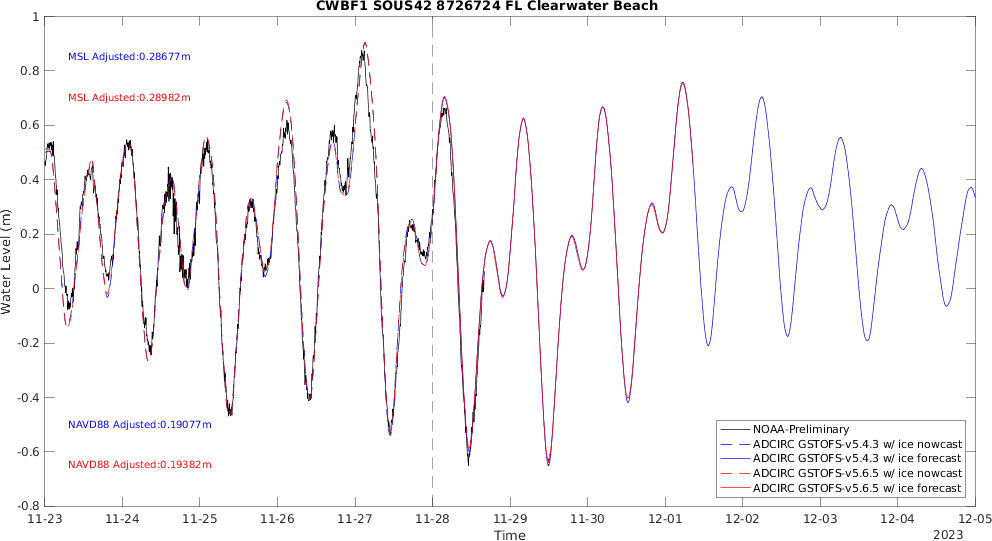 CWBF1 SOUS42 8726724 FL Clearwater Beach
MSL Adjusted:0.28677m
MSL Adjusted:0.28982m
NAVD88 Adjusted:0.19077m
NAVD88 Adjusted:0.19382m
Water Level (m)
1
0.8
0.6
0.4
0.2
0
-0.2
-0.4
-0.6
-0.8
NOAA-Preliminary
ADCIRC GSTOFS-v5.4.3 w/ ice nowcast
ADCIRC GSTOFS-v5.4.3 w/ ice forecast
ADCIRC GSTOFS-v5.6.5 w/ ice nowcast
ADCIRC GSTOFS-v5.6.5 w/ ice forecast
11-23 11-24 11-25 11-26 11-27 11-28 11-29 11-30 12-01 12-02 12-03 12-04 12-05
Time
2023